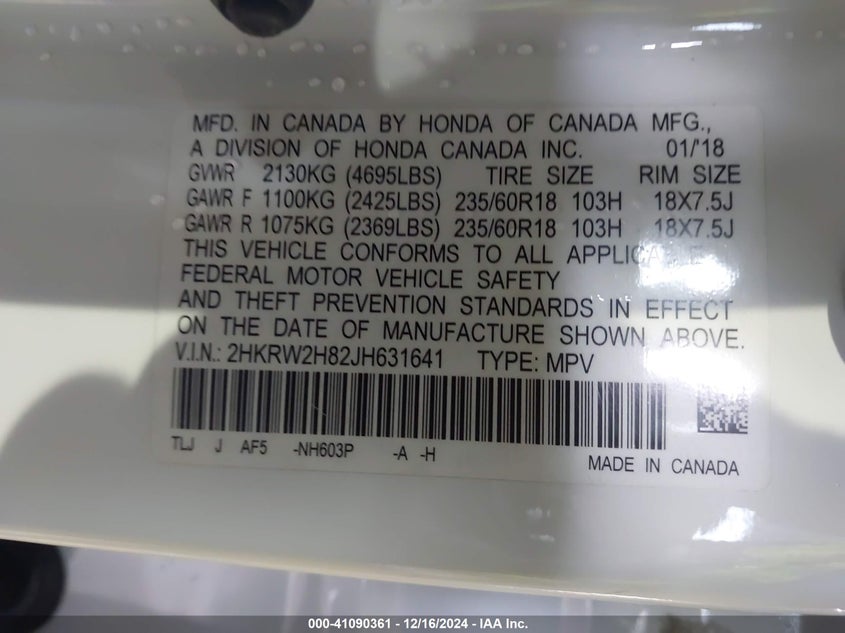 MFD. IN CANADA BY HONDA OF CANADA MFG.,
A DIVISION OF HONDA CANADA INC. 01/'18
GVWR 2130KG (4695LBS) TIRE SIZE RIM SIZE
GAWR F 1100KG (2425LBS) 235/60R18 103H 18X7.5J
GAWR R 1075KG (2369LBS) 235/60R18 103H 18X7.5J
THIS VEHICLE CONFORMS TO ALL APPLICABLE
FEDERAL MOTOR VEHICLE SAFETY
AND THEFT PREVENTION STANDARDS IN EFFECT
ON THE DATE OF MANUFACTURE SHOWN ABOVE.
V.I.N.: 2HKRW2H82JH631641 TYPE: MPV
TLJ J AF5 -NH603P -A -H
MADE IN CANADA
000-41090361 - 12/16/2024 - IAA Inc.